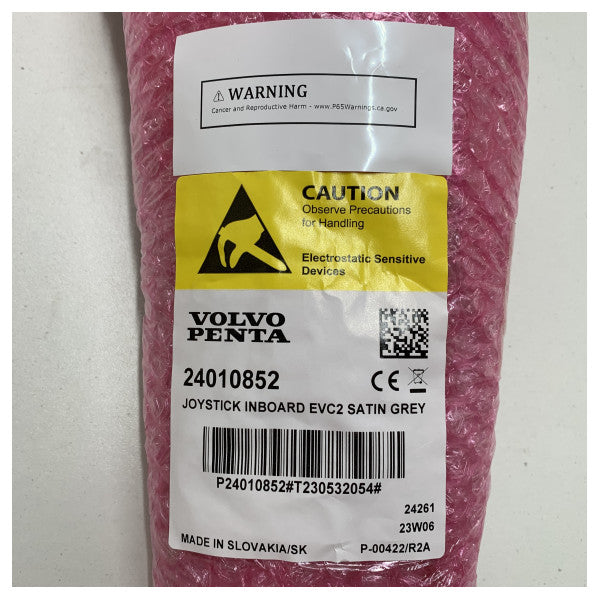 ⚠ WARNING
Cancer and Reproductive Harm - www.P65Warnings.ca.gov
CAUTION
Observe Precautions
for Handling
Electrostatic Sensitive
Devices
VOLVO
PENTA
24010852
CE
JOYSTICK INBOARD EVC2 SATIN GREY
P24010852#T230532054#
24261
23W06
MADE IN SLOVAKIA/SK P-00422/R2A